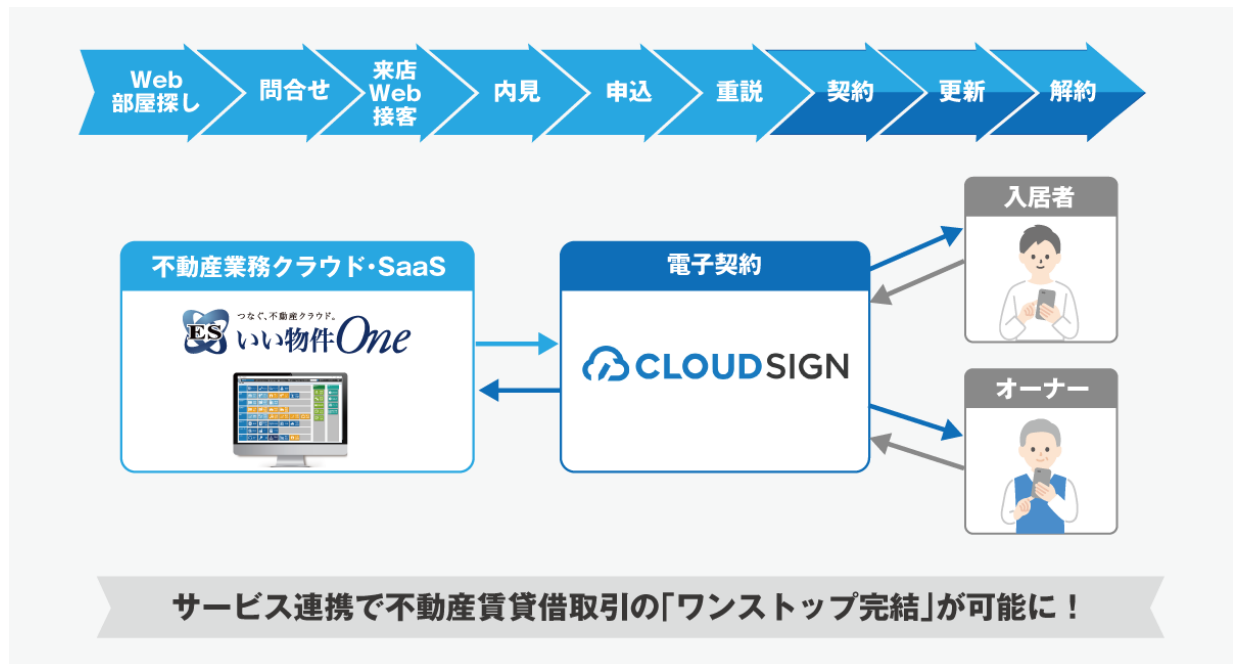 Web
部屋探し
問合せ
来店
Web
接客
内見
申込
重説
契約
更新
解約
不動産業務クラウド・SaaS
つなぐ、不動産クラウド。
ES
いい物件One
電子契約
CLOUDSIGN
入居者
オーナー
サービス連携で不動産賃貸借取引の「ワンストップ完結」が可能に！